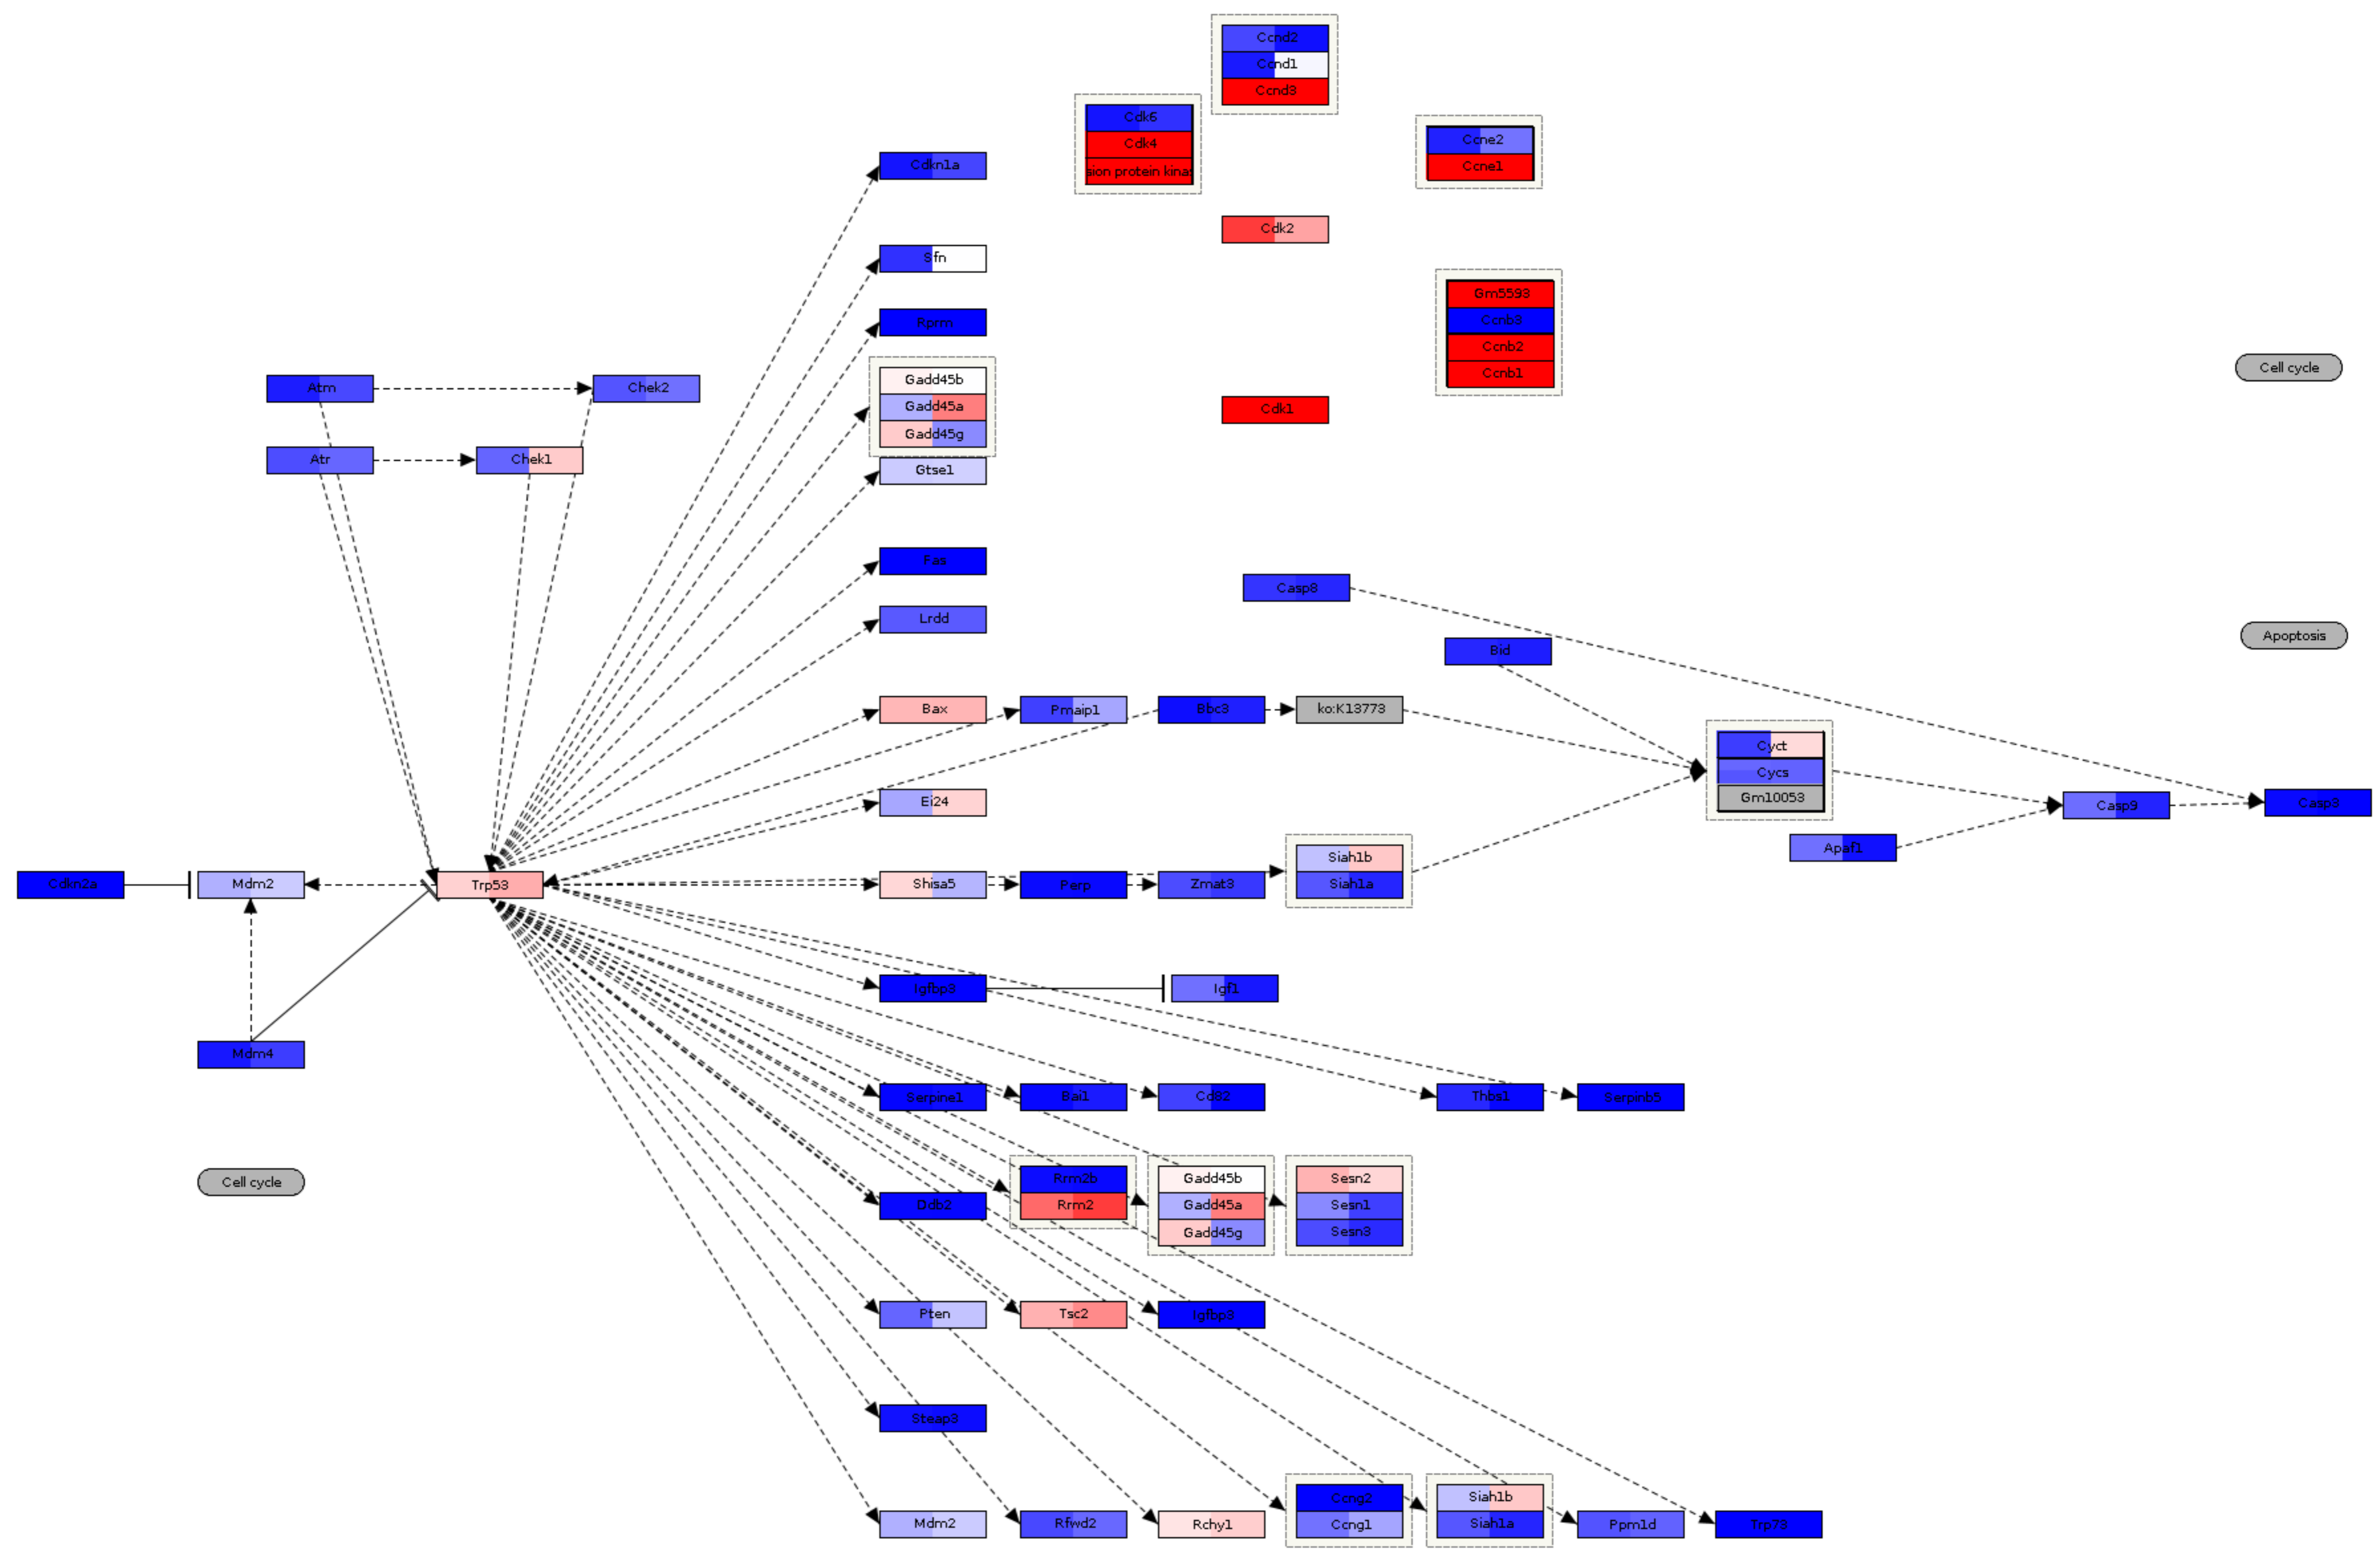 Ccnd2
Ccnd1
Ccnd3
Cdk6
Cdk4
sion protein kina
Ccne2
Ccne1
Cdkn1a
Cdk2
Sfn
Gm5593
Ccnb3
Ccnb2
Ccnb1
Rprm
Cell cycle
Atm
Chek2
Gadd45b
Gadd45a
Gadd45g
Cdk1
Atr
Chek1
Gtse1
Fas
Casp8
Lrdd
Apoptosis
Bid
Bax
Pmaip1
Bbc3
ko:K13773
Cyct
Cycs
Gm10053
Ei24
Casp9
Casp3
Apaf1
Cdkn2a
Mdm2
Trp53
Shisa5
Perp
Zmat3
Siah1b
Siah1a
Igfbp3
Igf1
Mdm4
Serpine1
Bai1
Cd82
Thbs1
Serpinb5
Cell cycle
Ddb2
Rrm2b
Rrm2
Gadd45b
Gadd45a
Gadd45g
Sesn2
Sesn1
Sesn3
Pten
Tsc2
Igfbp3
Steap3
Mdm2
Rfwd2
Rchy1
Ccng2
Ccng1
Siah1b
Siah1a
Ppm1d
Trp73